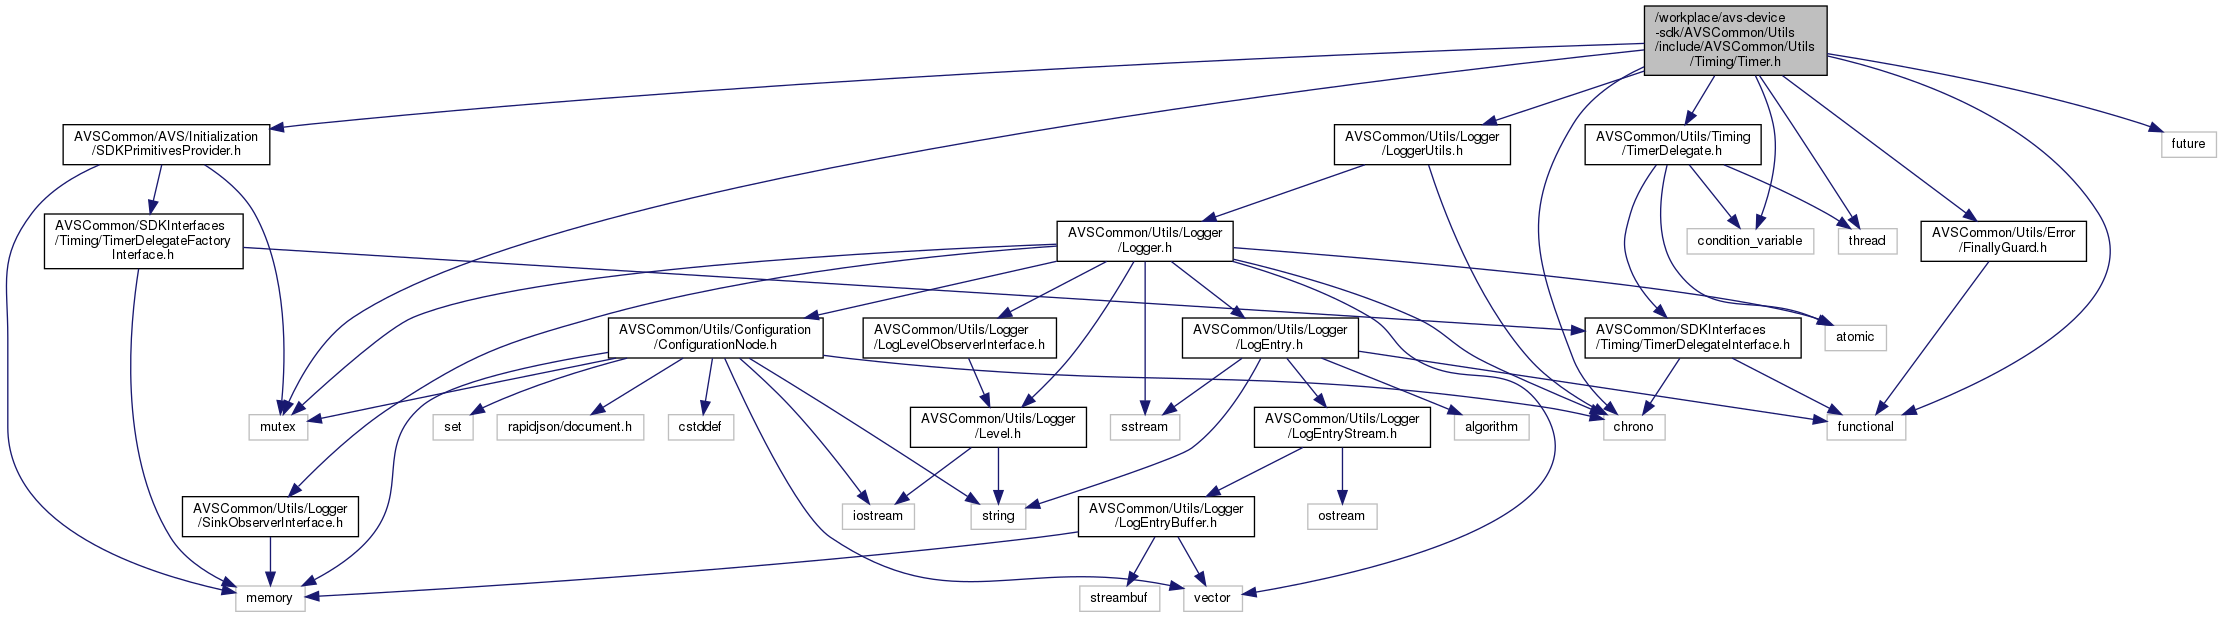 /workplace/avs-device
-sdk/AVSCommon/Utils
/include/AVSCommon/Utils
/Timing/Timer.h
AVSCommon/AVS/Initialization
/SDKPrimitivesProvider.h
AVSCommon/Utils/Logger
/LoggerUtils.h
AVSCommon/Utils/Timing
/TimerDelegate.h
future
AVSCommon/SDKInterfaces
/Timing/TimerDelegateFactory
Interface.h
AVSCommon/Utils/Logger
/Logger.h
condition_variable
thread
AVSCommon/Utils/Error
/FinallyGuard.h
AVSCommon/Utils/Configuration
/ConfigurationNode.h
AVSCommon/Utils/Logger
/LogLevelObserverInterface.h
AVSCommon/Utils/Logger
/LogEntry.h
AVSCommon/SDKInterfaces
/Timing/TimerDelegateInterface.h
atomic
mutex
set
rapidjson/document.h
cstddef
AVSCommon/Utils/Logger
/Level.h
sstream
AVSCommon/Utils/Logger
/LogEntryStream.h
algorithm
chrono
functional
AVSCommon/Utils/Logger
/SinkObserverInterface.h
iostream
string
AVSCommon/Utils/Logger
/LogEntryBuffer.h
ostream
memory
streambuf
vector